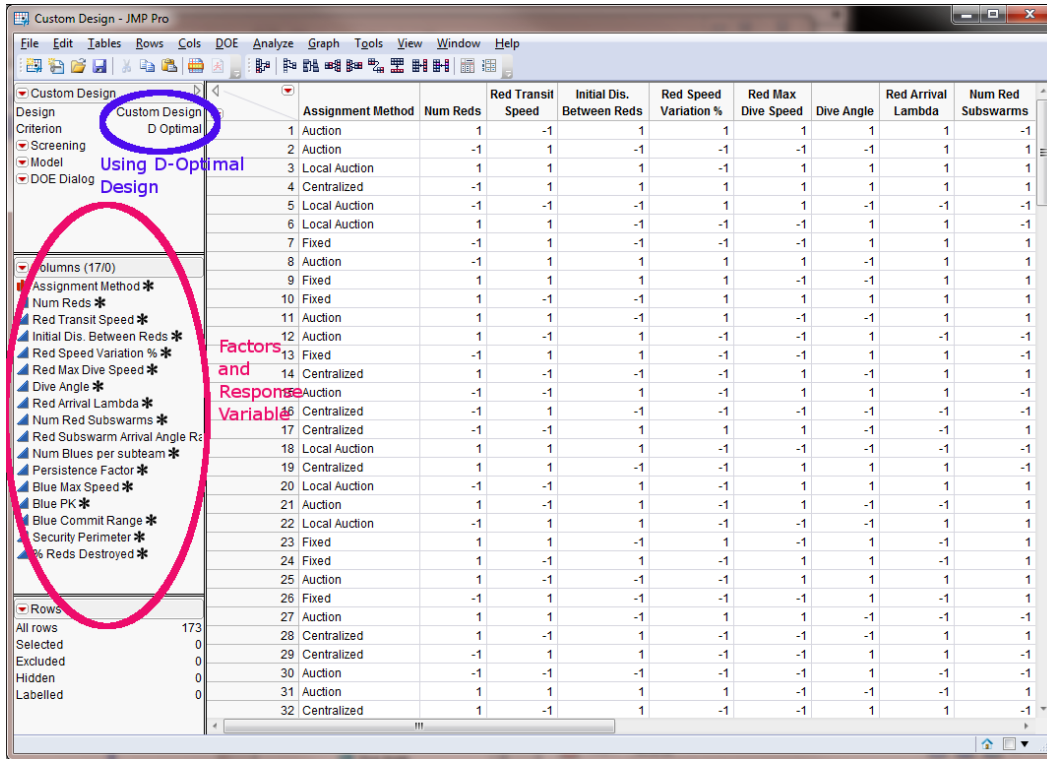 Custom Design - JMP Pro
File Edit Tables Rows Cols DOE Analyze Graph Tools View Window Help
Custom Design
Design Custom Design
Criterion D Optimal
Screening
Model
DOE Dialog
Using D-Optimal
Design
Columns (17/0)
Assignment Method *
Num Reds *
Red Transit Speed *
Initial Dis. Between Reds *
Red Speed Variation % *
Red Max Dive Speed *
Dive Angle *
Red Arrival Lambda *
Num Red Subswarms *
Red Subswarm Arrival Angle Ra
Num Blues per subteam *
Persistence Factor *
Blue Max Speed *
Blue PK *
Blue Commit Range *
Security Perimeter *
% Reds Destroyed *
Factors
and
Response
Variable
Rows
All rows 173
Selected 0
Excluded 0
Hidden 0
Labelled 0
Red Transit Initial Dis. Red Speed Red Max Red Arrival Num Red
Assignment Method Num Reds Speed Between Reds Variation % Dive Speed Dive Angle Lambda Subswarms
1 Auction 1 -1 1 1 1 1 1 -1
2 Auction -1 1 -1 -1 -1 -1 1 1
3 Local Auction 1 1 1 -1 1 1 1 1
4 Centralized -1 1 1 1 -1 1 1 1
5 Local Auction -1 -1 -1 1 1 1 1 -1
6 Local Auction 1 1 -1 1 -1 1 1 -1
7 Fixed -1 1 -1 -1 -1 1 1 -1
8 Auction -1 1 -1 1 1 -1 1 1
9 Fixed 1 1 1 1 -1 -1 1 1
10 Fixed 1 -1 -1 1 1 1 1 1
11 Auction 1 1 -1 1 -1 1 1 1
12 Auction 1 -1 1 -1 1 1 -1 -1
13 Fixed -1 1 1 -1 1 1 -1 1
14 Centralized 1 -1 1 -1 1 -1 1 1
15 Auction -1 -1 1 -1 1 -1 -1 1
16 Centralized -1 -1 -1 1 -1 -1 1 -1
17 Centralized -1 -1 1 1 -1 -1 -1 1
18 Local Auction 1 1 1 -1 -1 -1 -1 1
19 Centralized 1 1 -1 -1 1 1 1 -1
20 Local Auction -1 -1 1 -1 -1 1 -1 1
21 Auction 1 -1 1 -1 -1 1 -1 1
22 Local Auction -1 1 1 -1 -1 -1 1 1
23 Fixed 1 1 -1 -1 1 1 -1 1
24 Fixed 1 -1 1 -1 1 1 -1 1
25 Auction 1 -1 1 -1 -1 1 1 1
26 Fixed -1 1 -1 1 1 1 -1 -1
27 Auction 1 1 -1 1 1 -1 -1 -1
28 Centralized 1 -1 1 1 -1 -1 -1 1
29 Centralized -1 1 -1 1 -1 1 1 -1
30 Auction -1 -1 -1 -1 -1 1 -1 -1
31 Auction 1 1 1 1 -1 -1 -1 1
32 Centralized 1 -1 1 -1 -1 1 1 -1